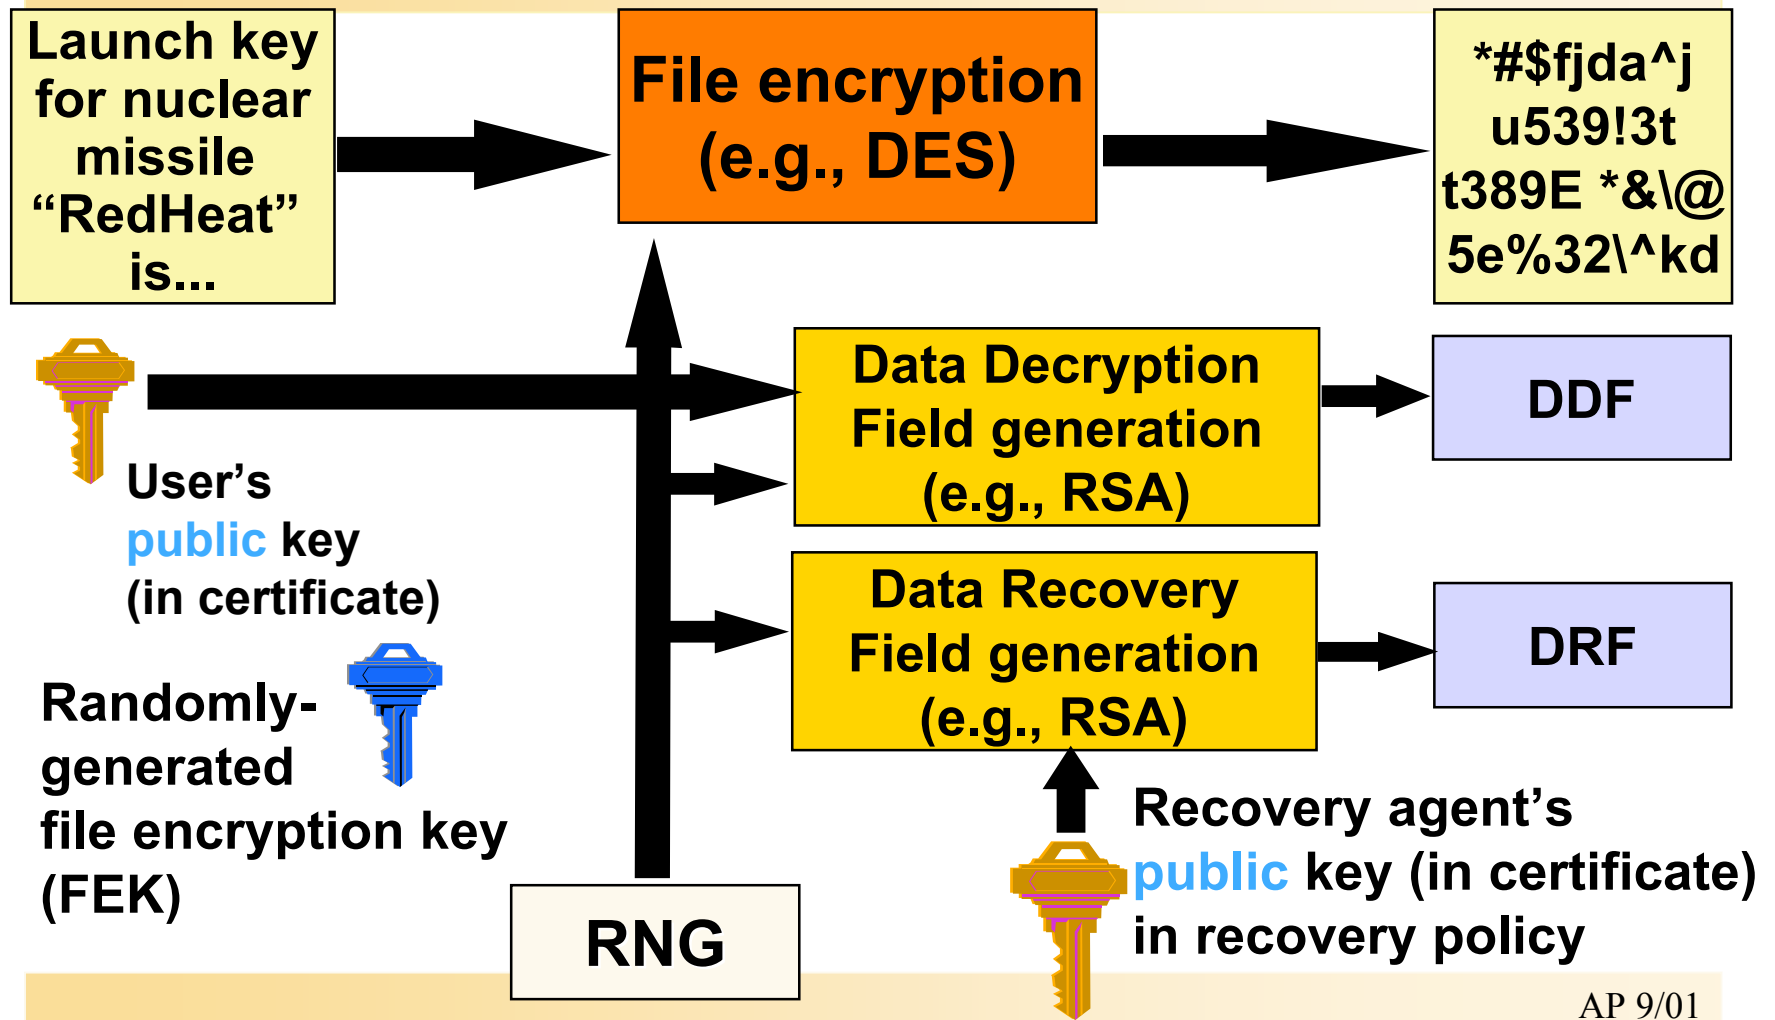 Launch key
for nuclear
missile
“RedHeat”
is...
File encryption
(e.g., DES)
*#$fjda^j
u539!3t
t389E *&\@
5e%32\^kd
Data Decryption
Field generation
(e.g., RSA)
DDF
User’s
public key
(in certificate)
Data Recovery
Field generation
(e.g., RSA)
DRF
Randomly-
generated
file encryption key
(FEK)
RNG
Recovery agent’s
public key (in certificate)
in recovery policy
AP 9/01